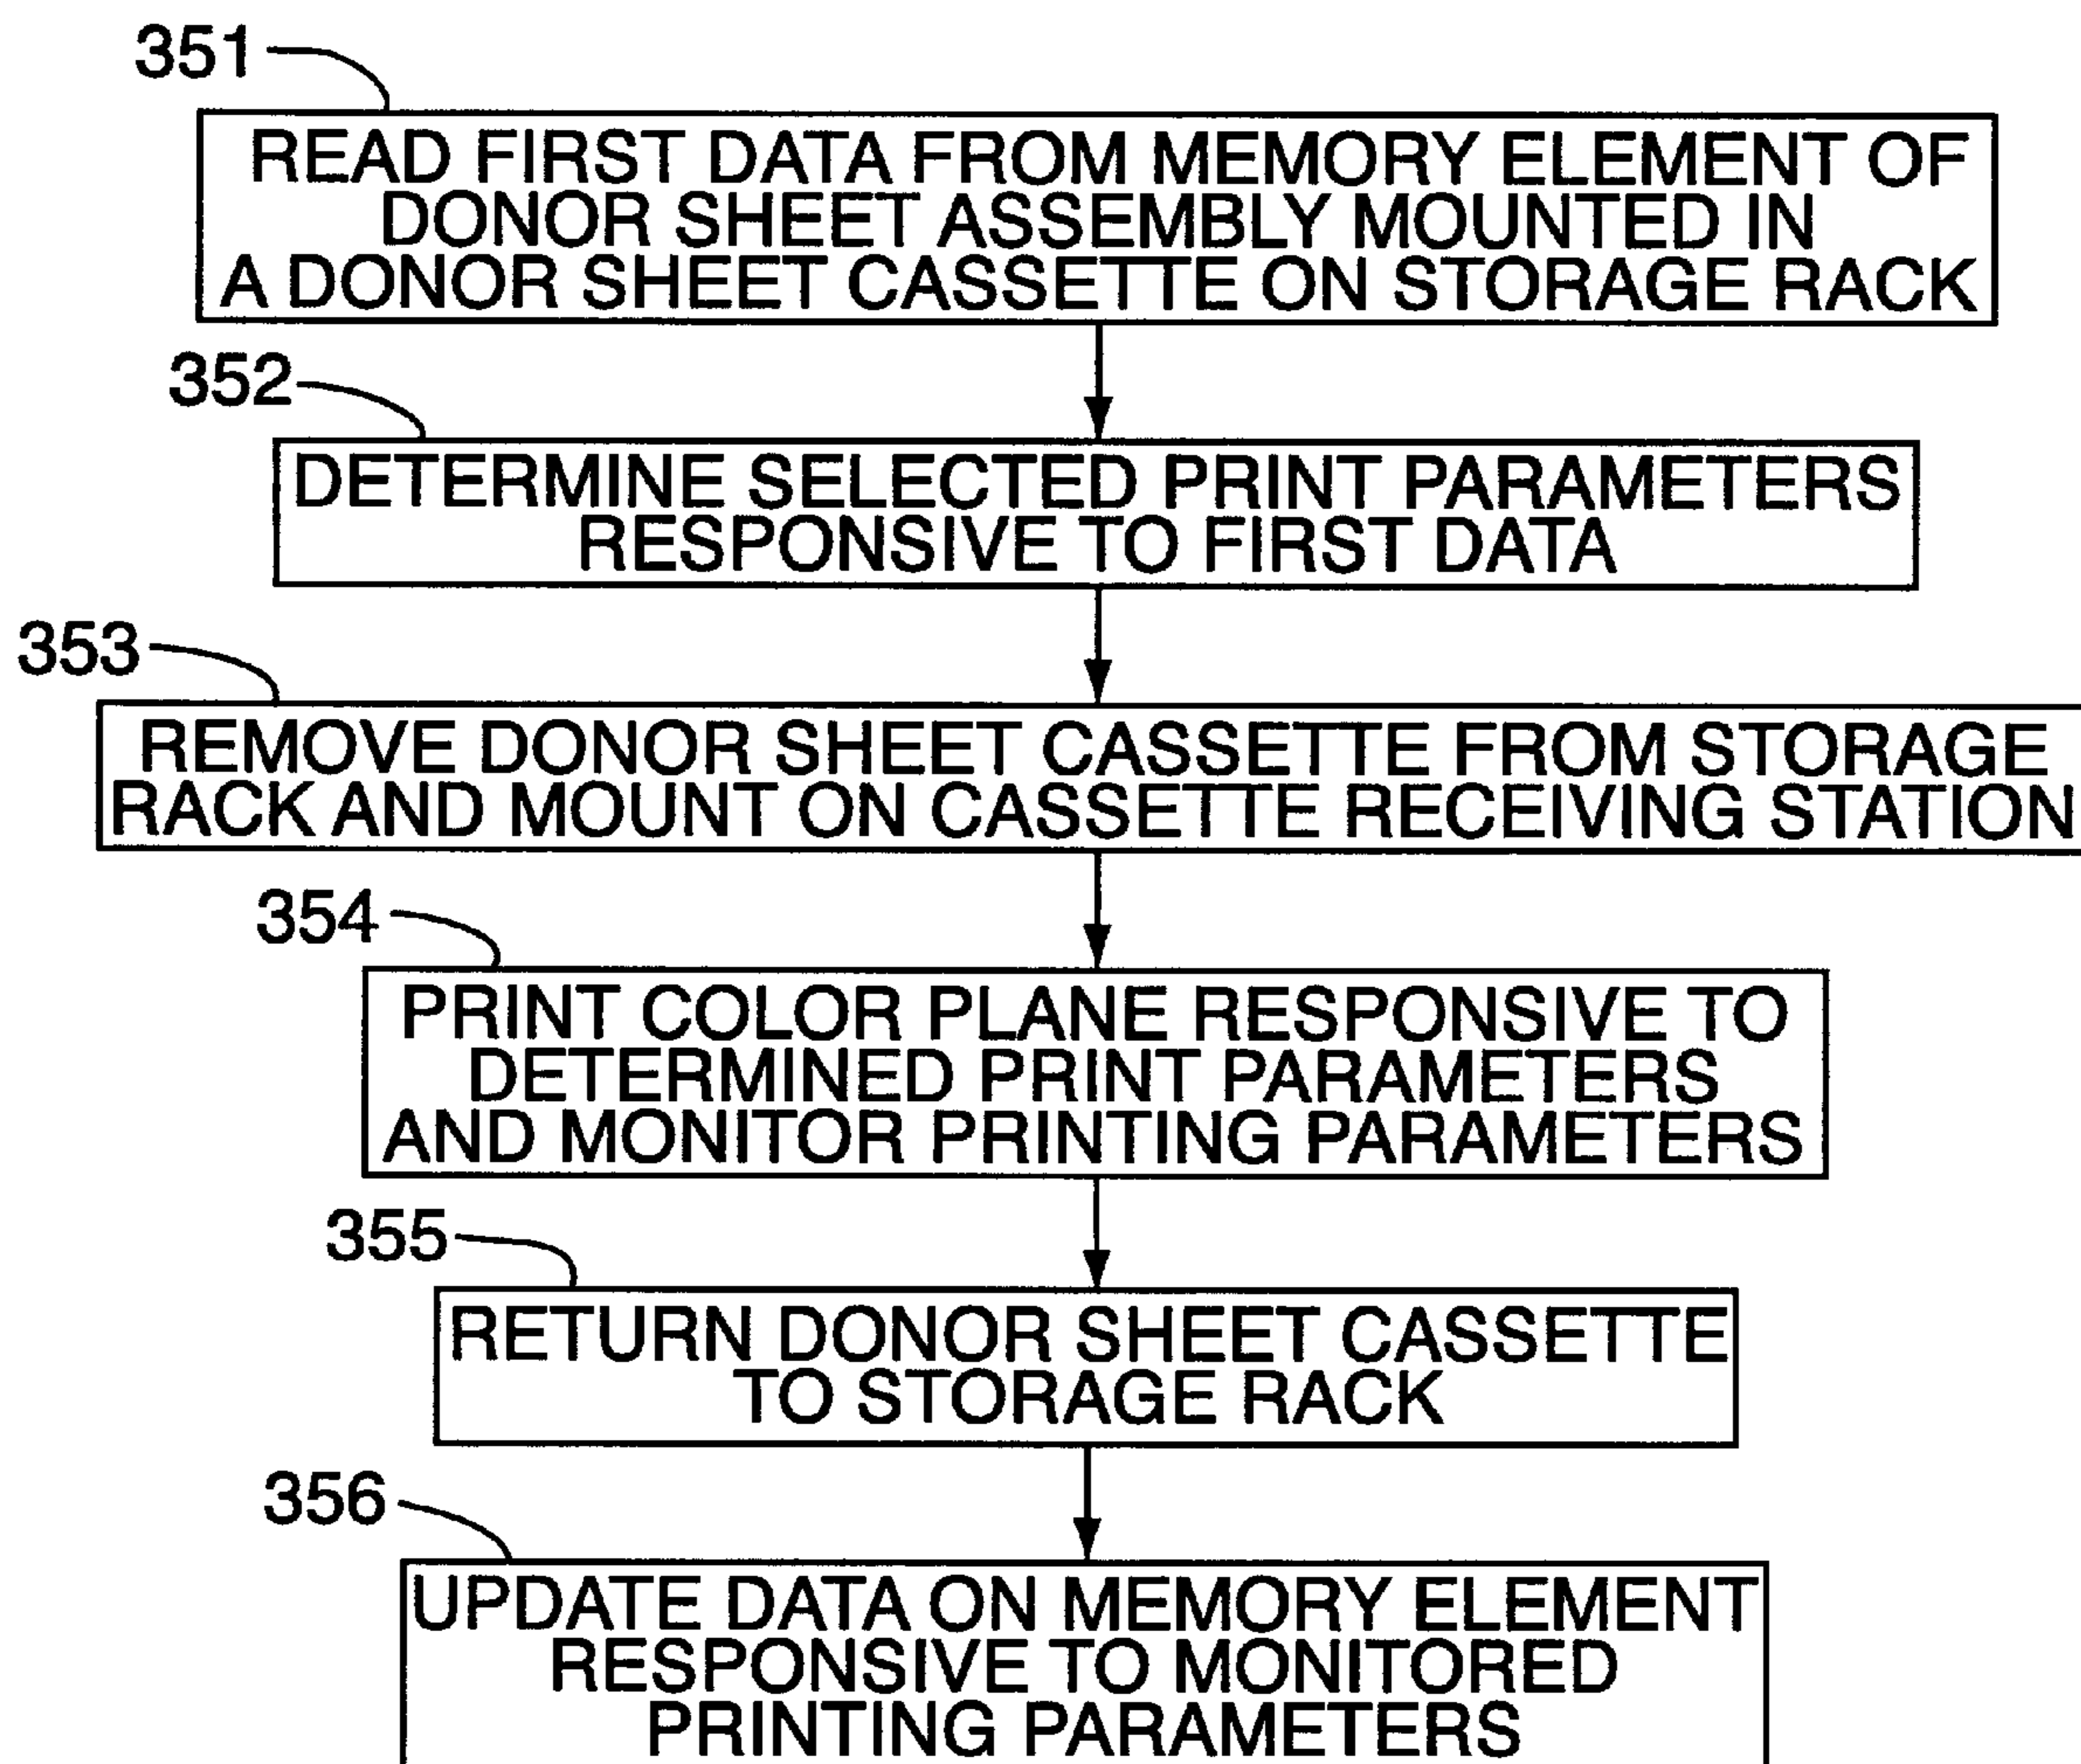 351
READ FIRST DATA FROM MEMORY ELEMENT OF
DONOR SHEET ASSEMBLY MOUNTED IN
A DONOR SHEET CASSETTE ON STORAGE RACK
352
DETERMINE SELECTED PRINT PARAMETERS
RESPONSIVE TO FIRST DATA
353
REMOVE DONOR SHEET CASSETTE FROM STORAGE
RACK AND MOUNT ON CASSETTE RECEIVING STATION
354
PRINT COLOR PLANE RESPONSIVE TO
DETERMINED PRINT PARAMETERS
AND MONITOR PRINTING PARAMETERS
355
RETURN DONOR SHEET CASSETTE
TO STORAGE RACK
356
UPDATE DATA ON MEMORY ELEMENT
RESPONSIVE TO MONITORED
PRINTING PARAMETERS